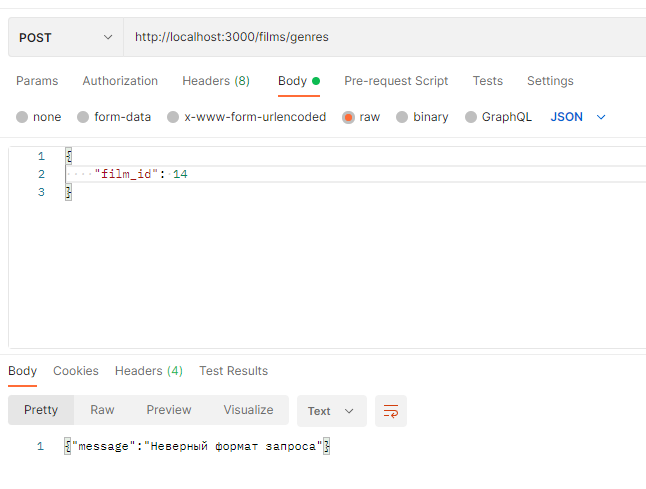 POST http://localhost:3000/films/genres
Params Authorization Headers (8) Body Pre-request Script Tests Settings
none form-data x-www-form-urlencoded raw binary GraphQL JSON
1 {
2 "film_id": 14
3 }
Body Cookies Headers (4) Test Results
Pretty Raw Preview Visualize Text
1 {"message":"Неверный формат запроса"}